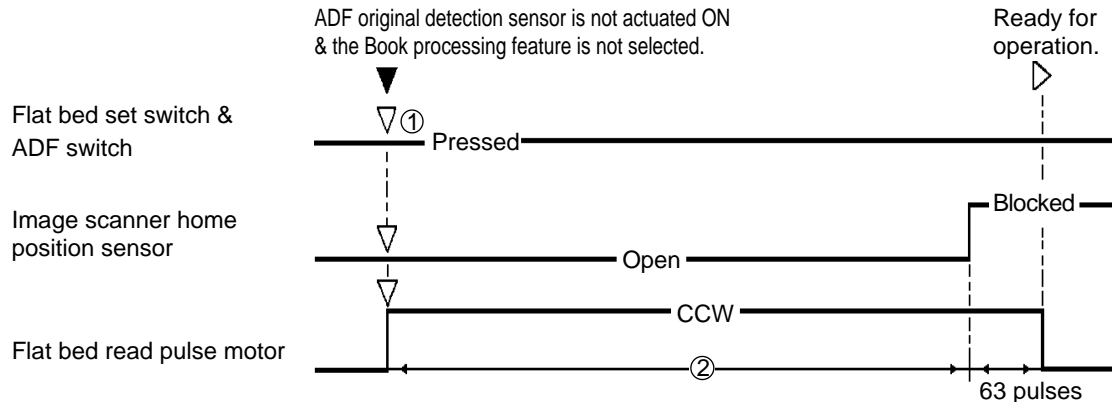 ADF original detection sensor is not actuated ON
& the Book processing feature is not selected.
Ready for
operation.
Flat bed set switch &
ADF switch
①
Pressed
Image scanner home
position sensor
Blocked
Open
CCW
Flat bed read pulse motor
②
63 pulses